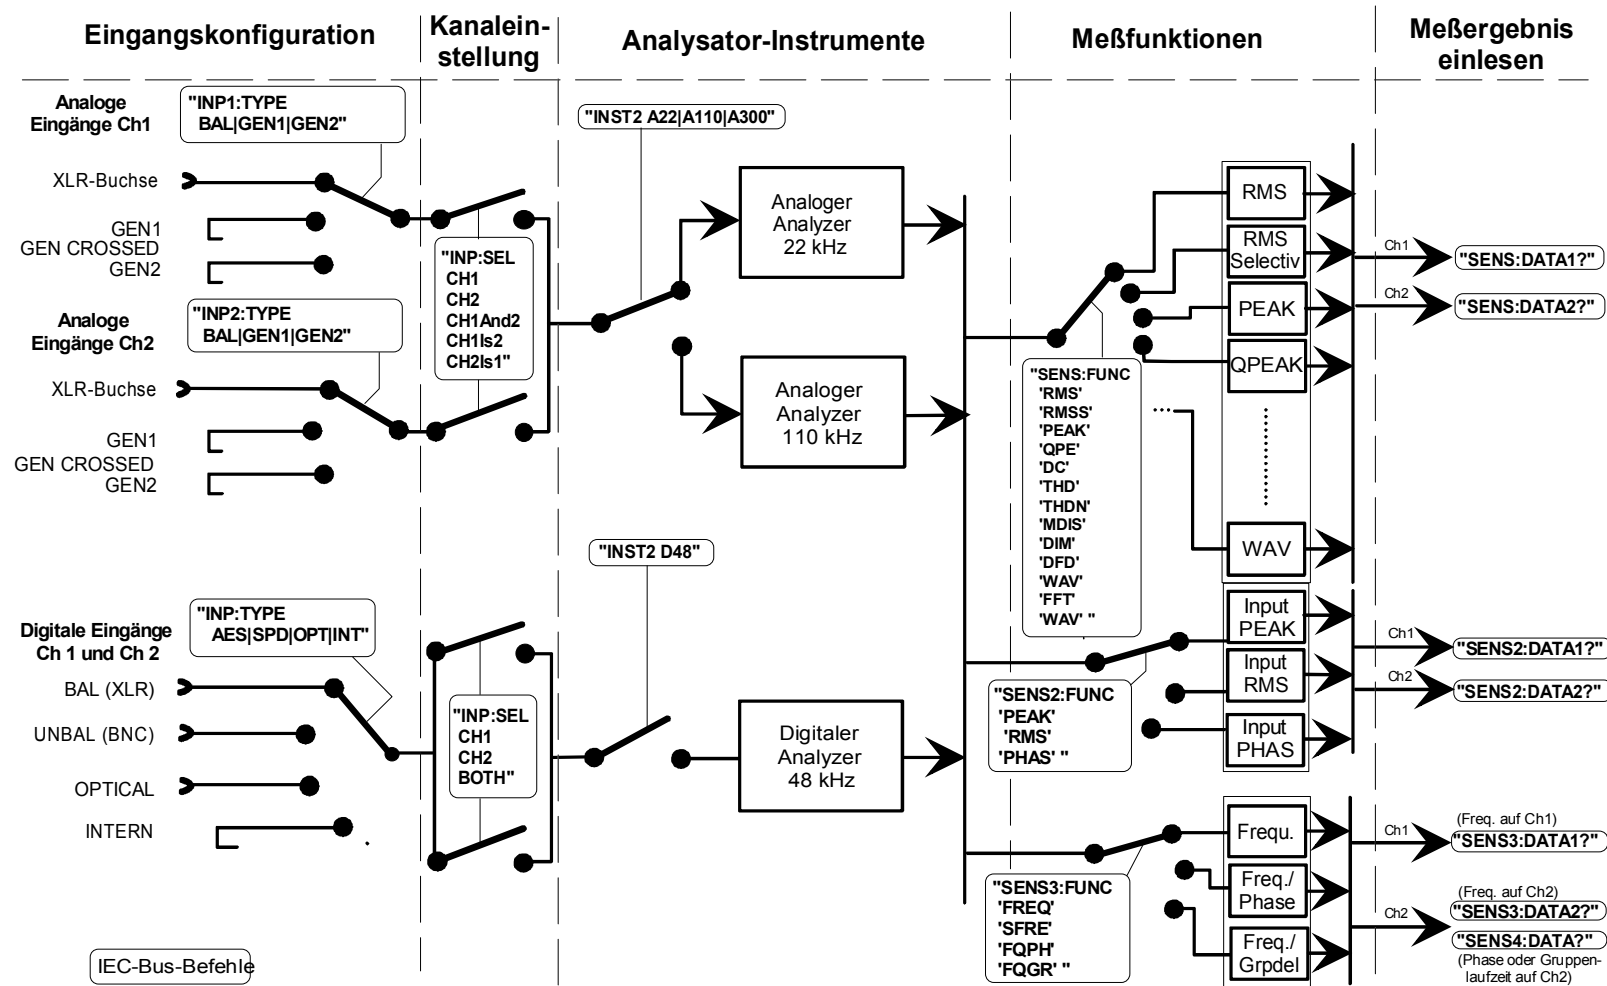 Eingangskonfiguration
Kanalein-
stellung
Analysator-Instrumente
Meßfunktionen
Meßergebnis
einlesen
Analoge
Eingänge Ch1
"INP1:TYPE
BAL|GEN1|GEN2"
XLR-Buchse
GEN1
GEN CROSSED
GEN2
Analoge
Eingänge Ch2
"INP2:TYPE
BAL|GEN1|GEN2"
XLR-Buchse
GEN1
GEN CROSSED
GEN2
Digitale Eingänge
Ch 1 und Ch 2
"INP:TYPE
AES|SPD|OPT|INT"
BAL (XLR)
UNBAL (BNC)
OPTICAL
INTERN
IEC-Bus-Befehle
"INP:SEL
CH1
CH2
CH1And2
CH1Is2
CH2Is1"
"INP:SEL
CH1
CH2
BOTH"
"INST2 A22|A110|A300"
Analoger
Analyzer
22 kHz
Analoger
Analyzer
110 kHz
"INST2 D48"
Digitaler
Analyzer
48 kHz
"SENS:FUNC
'RMS'
'RMSS'
'PEAK'
'QPE'
'DC'
'THD'
'THDN'
'MDIS'
'DIM'
'DFD'
'WAV'
'FFT'
'WAV' "
"SENS2:FUNC
'PEAK'
'RMS'
'PHAS' "
"SENS3:FUNC
'FREQ'
'SFRE'
'FQPH'
'FQGR' "
RMS
RMS
Selectiv
PEAK
QPEAK
WAV
Input
PEAK
Input
RMS
Input
PHAS
Frequ.
Freq./
Phase
Freq./
Grpdel
Ch1
"SENS:DATA1?"
Ch2
"SENS:DATA2?"
Ch1
"SENS2:DATA1?"
Ch2
"SENS2:DATA2?"
(Freq. auf Ch1)
Ch1
"SENS3:DATA1?"
(Freq. auf Ch2)
Ch2
"SENS3:DATA2?"
"SENS4:DATA?"
(Phase oder Gruppen-
laufzeit auf Ch2)